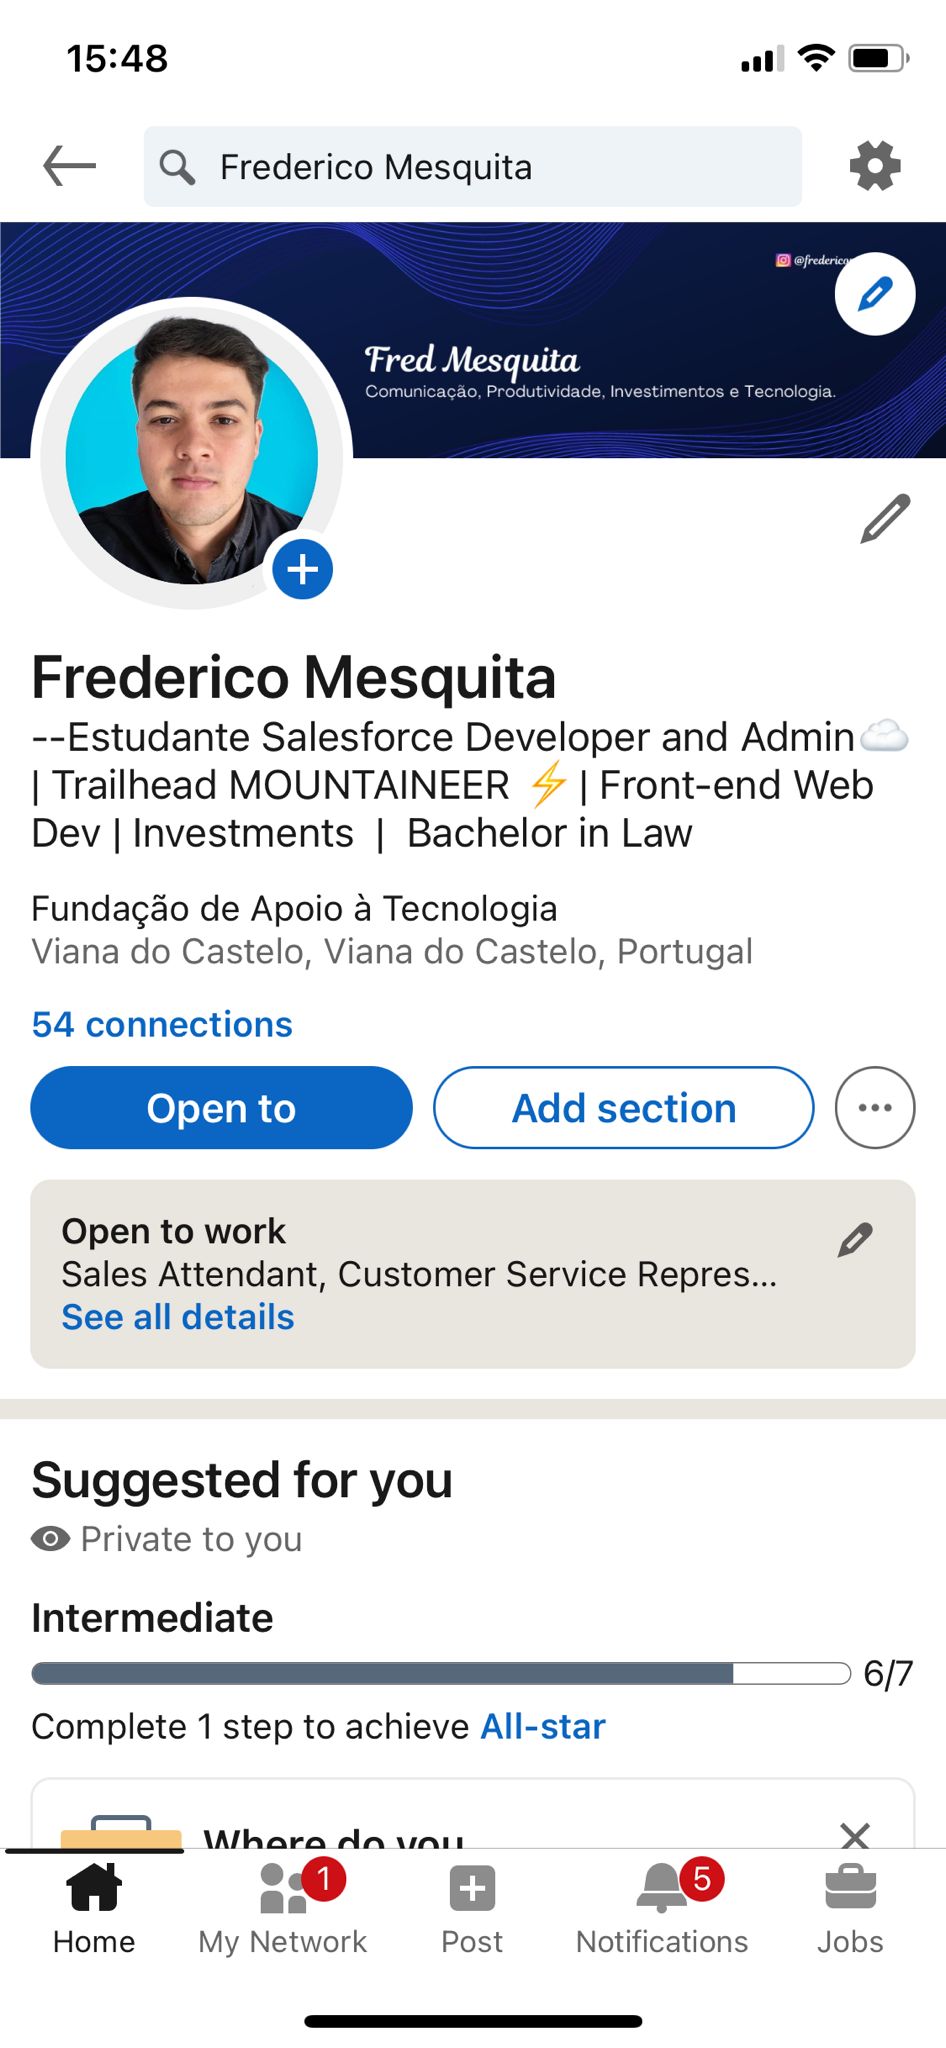 15:48
Frederico Mesquita
Fred Mesquita
Comunicação, Produtividade, Investimentos e Tecnologia.
Frederico Mesquita
--Estudante Salesforce Developer and Admin☁️
| Trailhead MOUNTAINEER ⚡ | Front-end Web
Dev | Investments | Bachelor in Law
Fundação de Apoio à Tecnologia
Viana do Castelo, Viana do Castelo, Portugal
54 connections
Open to
Add section
Open to work
Sales Attendant, Customer Service Repres...
See all details
Suggested for you
Private to you
Intermediate
6/7
Complete 1 step to achieve All-star
Where do you
1
5
Home
My Network
Post
Notifications
Jobs